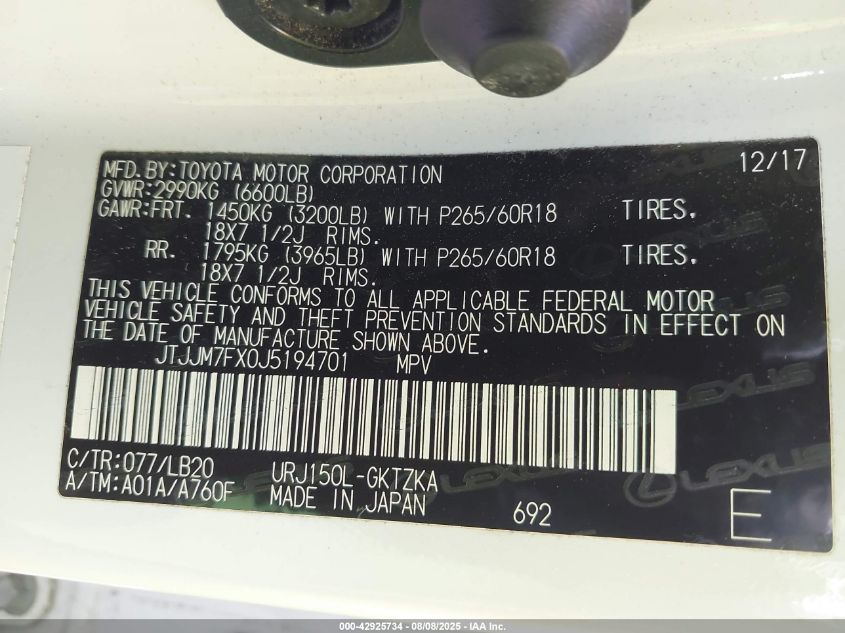 MFD.BY:TOYOTA MOTOR CORPORATION 12/17
GVWR:2990KG (6600LB)
GAWR:FRT. 1450KG (3200LB) WITH P265/60R18 TIRES.
18X7 1/2J RIMS.
RR. 1795KG (3965LB) WITH P265/60R18 TIRES.
18X7 1/2J RIMS.
THIS VEHICLE CONFORMS TO ALL APPLICABLE FEDERAL MOTOR
VEHICLE SAFETY AND THEFT PREVENTION STANDARDS IN EFFECT ON
THE DATE OF MANUFACTURE SHOWN ABOVE.
JTJJM7FX0J5194701 MPV
LEXUS
LEXUS
C/TR:077/LB20 URJ150L-GKTZKA
A/TM:A01A/A760F MADE IN JAPAN 692 E
LEXUS
LEXUS
000-42925734 - 08/08/2025 - IAA Inc.